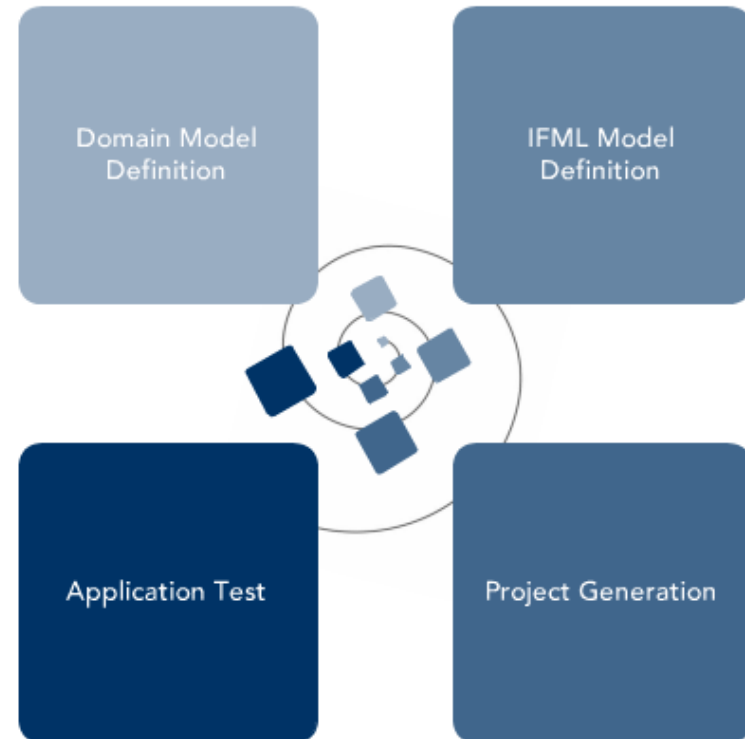 Domain Model
Definition
IFML Model
Definition
Application Test
Project Generation